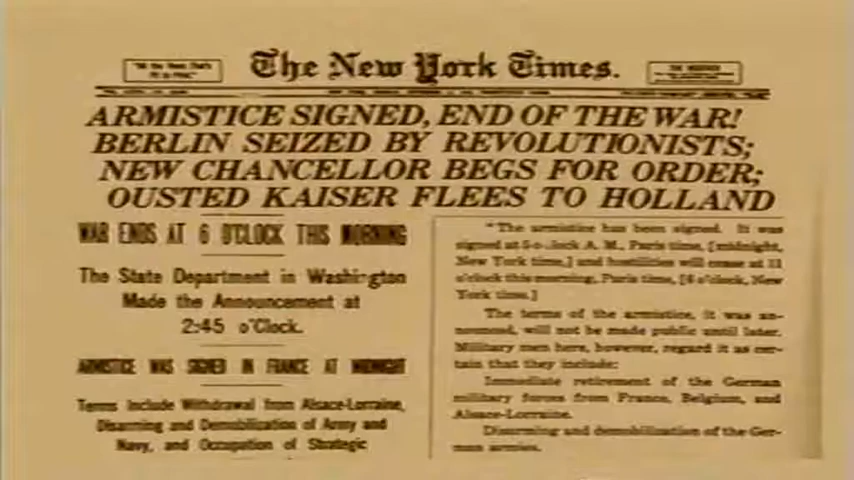 The New York Times.
ARMISTICE SIGNED, END OF THE WAR!
BERLIN SEIZED BY REVOLUTIONISTS;
NEW CHANCELLOR BEGS FOR ORDER;
OUSTED KAISER FLEES TO HOLLAND
WAR ENDS AT 6 O'CLOCK THIS MORNING
The State Department in Washington
Made the Announcement at
2:45 o'Clock.
ARMISTICE WAS SIGNED IN FRANCE AT MIDNIGHT
Terms Include Withdrawal from Alsace-Lorraine,
Disarming and Demobilization of Army and
Navy, and Occupation of Strategic
"The armistice has been signed. It was
signed at 5 o'clock A. M., Paris time, [midnight,
New York time,] and hostilities will cease at 11
o'clock this morning, Paris time, [6 o'clock, New
York time.]
The terms of the armistice, it was an-
nounced, will not be made public until later.
Military men here, however, regard it as cer-
tain that they include:
Immediate retirement of the German
military forces from France, Belgium, and
Alsace-Lorraine.
Disarming and demobilization of the Ger-
man armies.